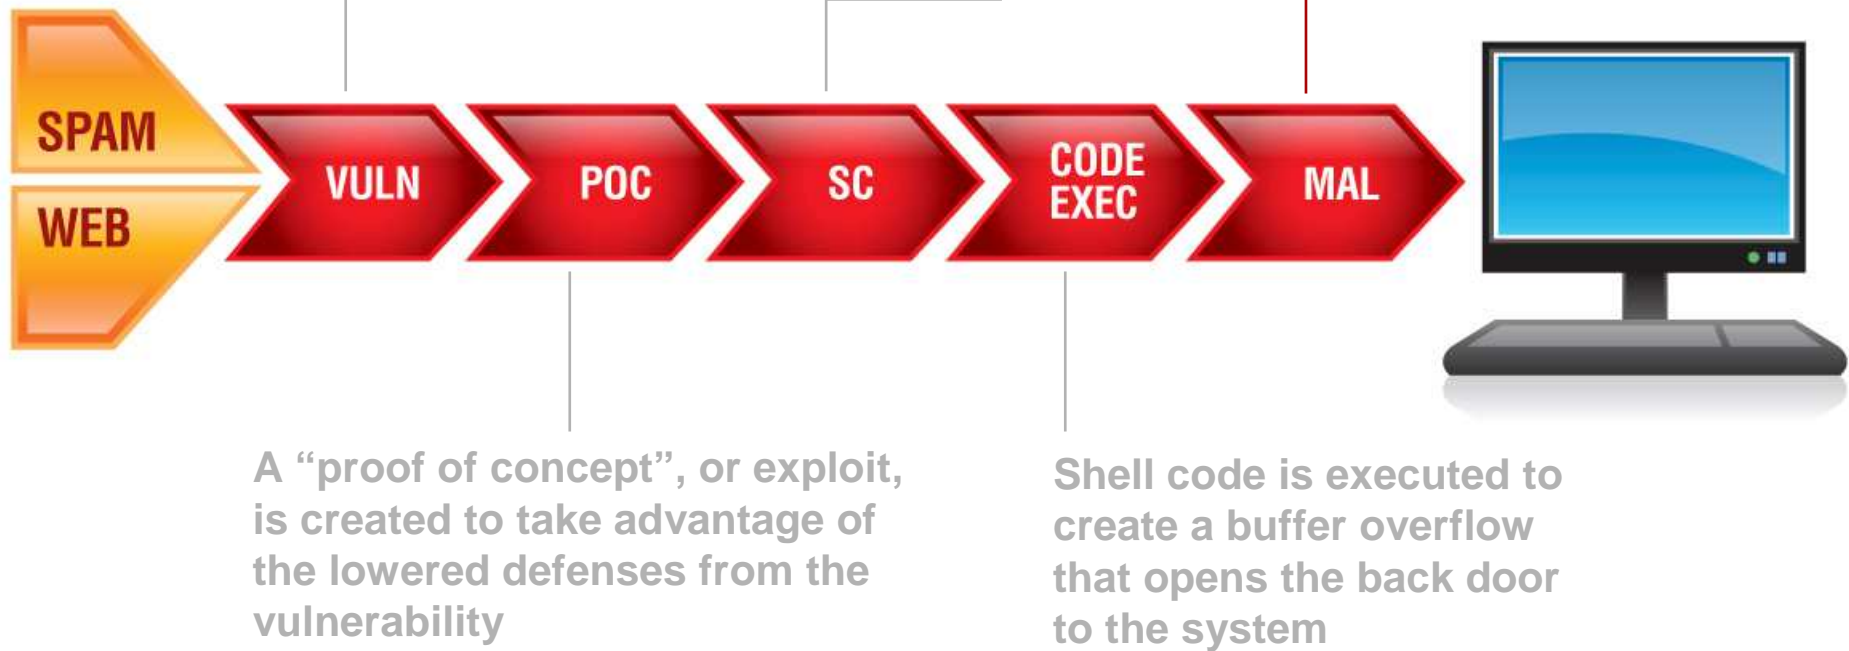 SPAM
WEB
VULN
POC
SC
CODE
EXEC
MAL
A “proof of concept”, or exploit,
is created to take advantage of
the lowered defenses from the
vulnerability
Shell code is executed to
create a buffer overflow
that opens the back door
to the system